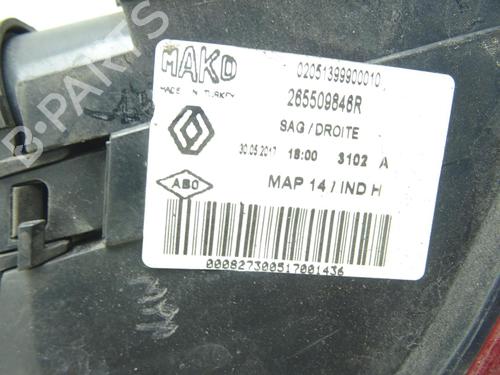 MAKO
MADE IN TURKEY
02051399900010
265509846R
SAG / DROITE
30.05.2017 18:00 3102 A
ABO
MAP 14 / IND H
000827300517001436
B-PARTS